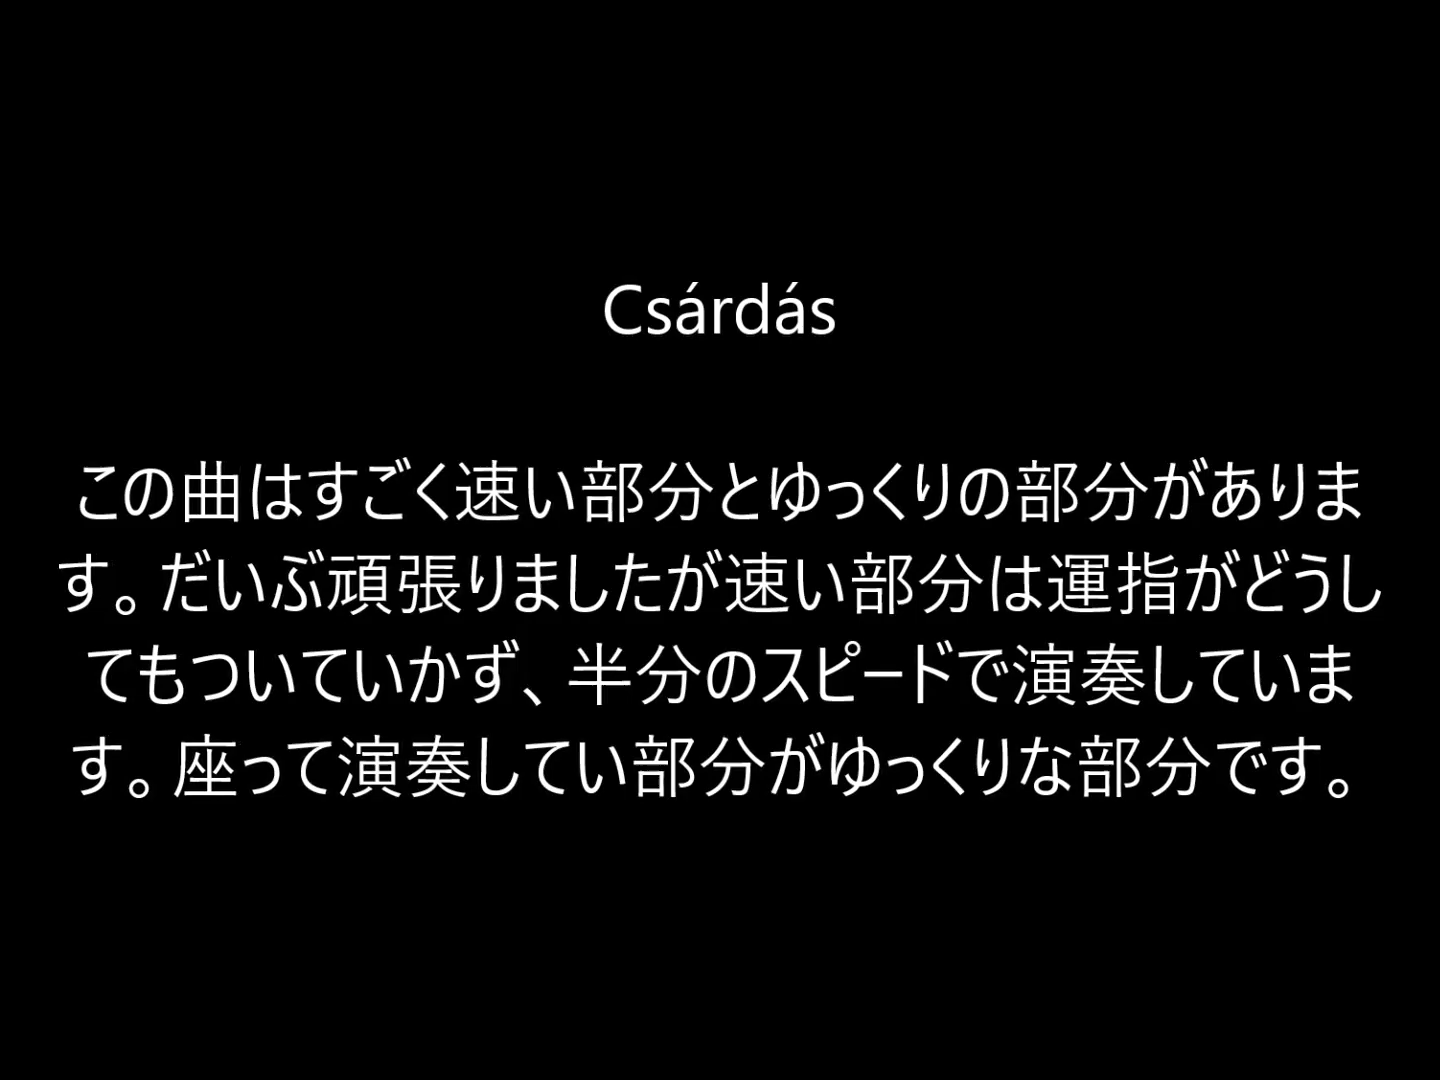 Csárdás
この曲はすごく速い部分とゆっくりの部分がありま
す。だいぶ頑張りましたが速い部分は運指がどうし
てもついていかず、半分のスピードで演奏していま
す。座って演奏してい部分がゆっくりな部分です。